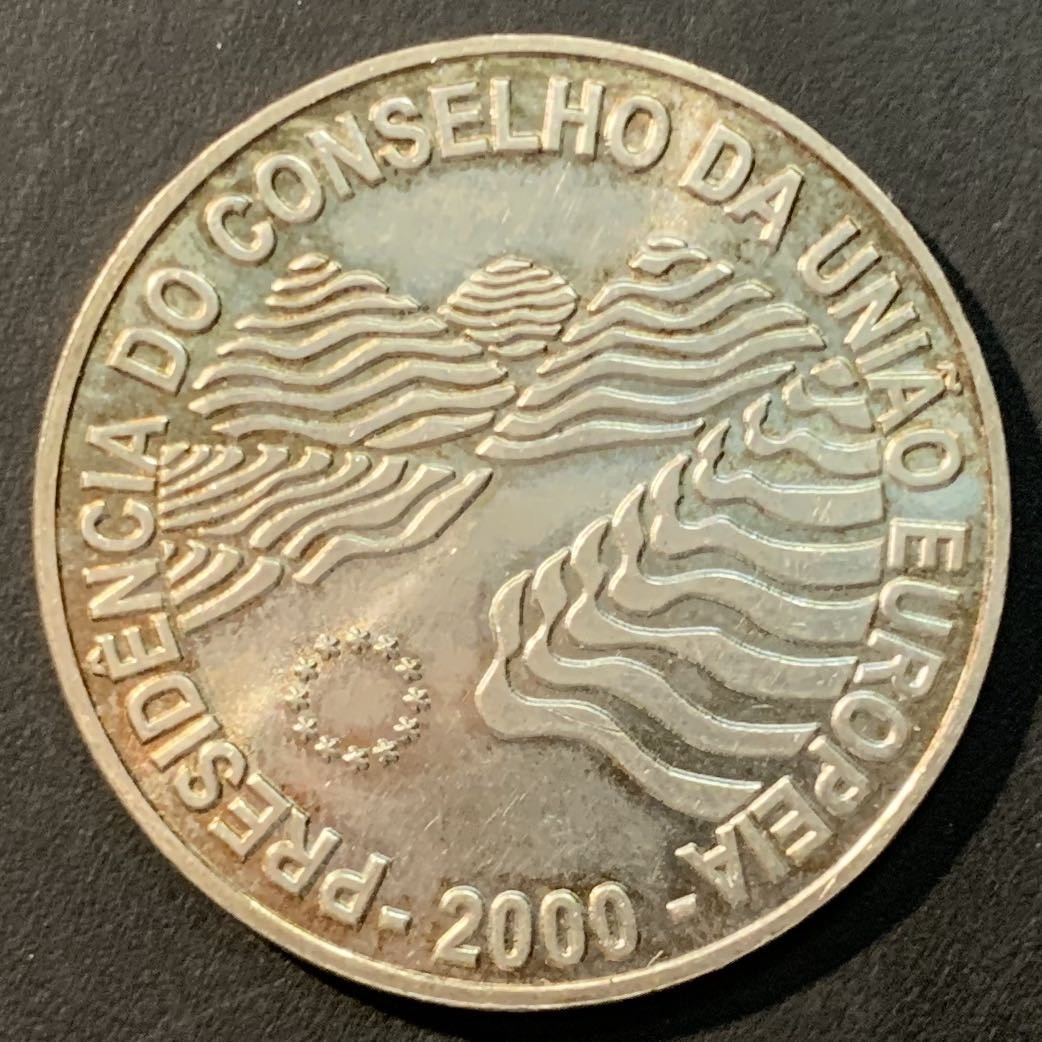 PRESIDÊNCIA DO CONSELHO DA UNIÃO EUROPEIA
- 2000 -